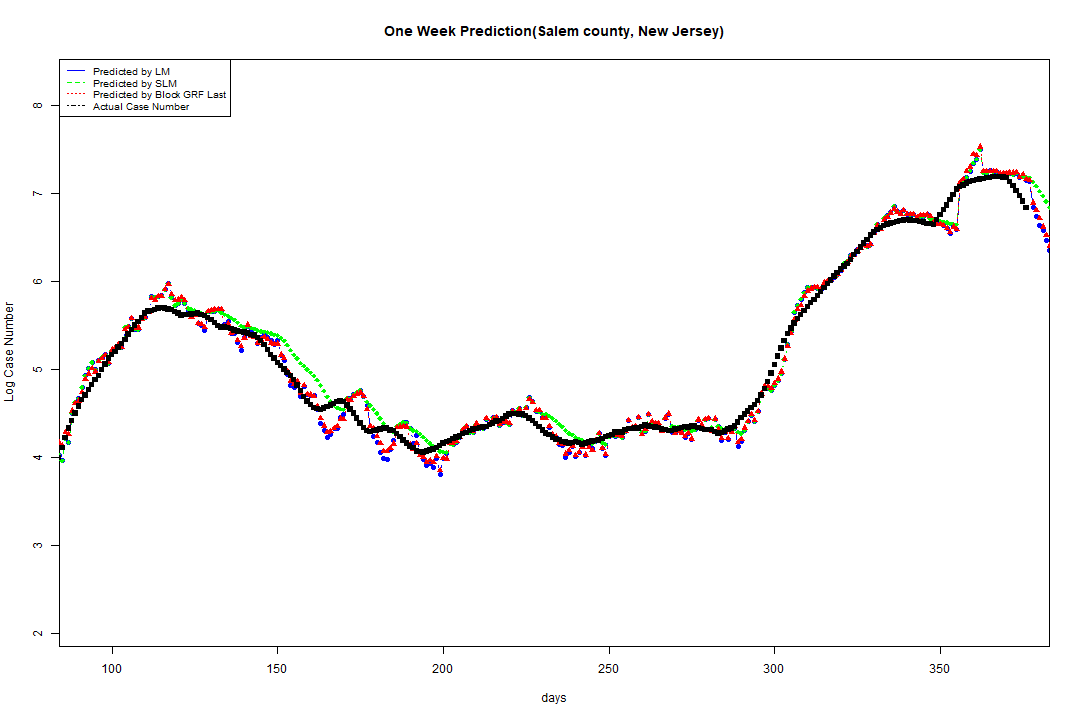 One Week Prediction(Salem county, New Jersey)
Predicted by LM
Predicted by SLM
Predicted by Block GRF Last
Actual Case Number
8
7
6
5
4
3
2
Log Case Number
100 150 200 250 300 350
days